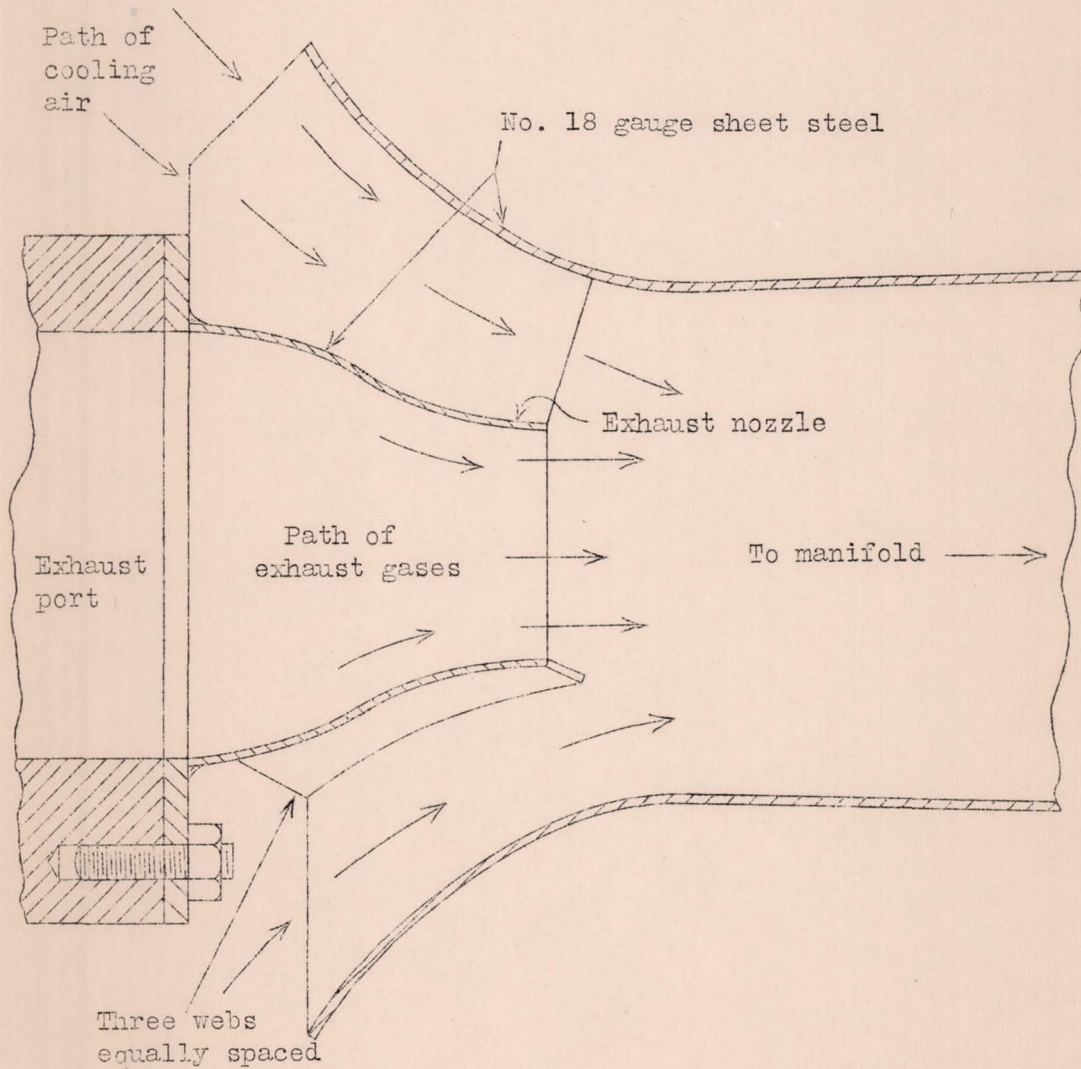 Path of
cooling
air
No. 18 gauge sheet steel
Exhaust nozzle
Path of
exhaust gases
To manifold
Exhaust
port
Three webs
equally spaced